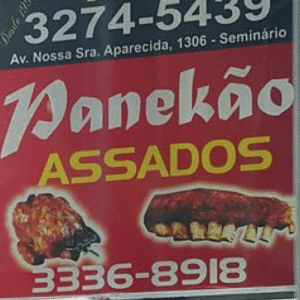 3274-5439
Av. Nossa Sra. Aparecida, 1306 - Seminário
Panekão
ASSADOS
3336-8918